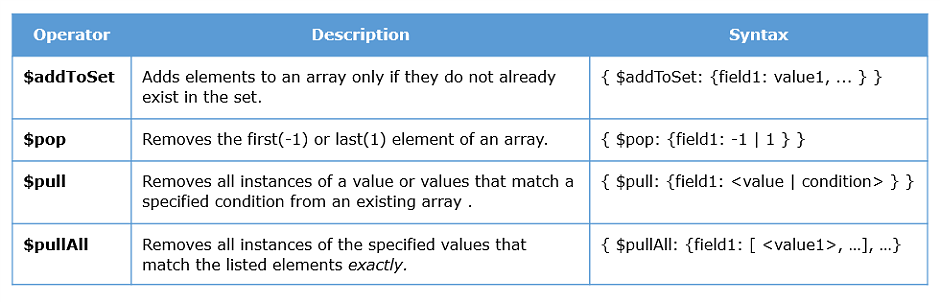 Operator Description Syntax
$addToSet Adds elements to an array only if they do not already { $addToSet: {field1: value1, ... } }
exist in the set.
$pop Removes the first(-1) or last(1) element of an array. { $pop: {field1: -1 | 1 } }
$pull Removes all instances of a value or values that match a { $pull: {field1: <value | condition> } }
specified condition from an existing array .
$pullAll Removes all instances of the specified values that { $pullAll: {field1: [ <value1>, …], …}
match the listed elements exactly.